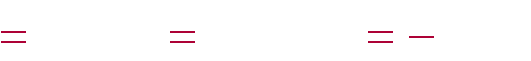 = = = −